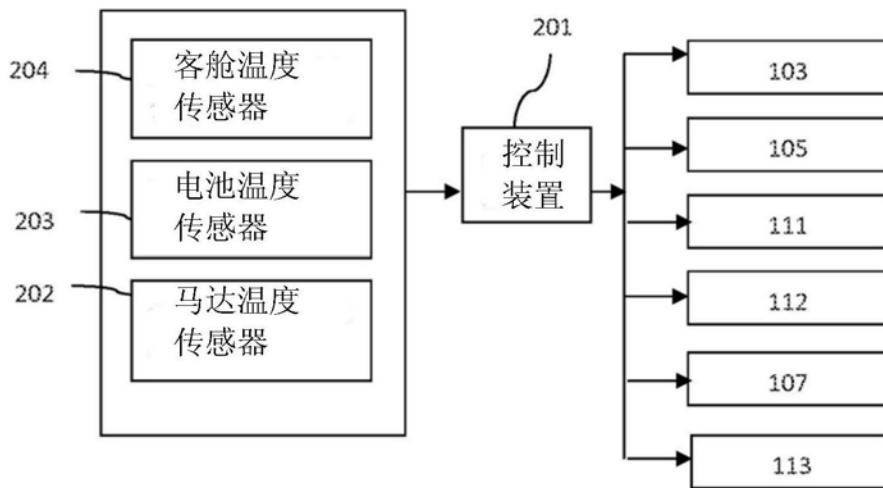 204
客舱温度
传感器
203
电池温度
传感器
202
马达温度
传感器
201
控制
装置
103
105
111
112
107
113